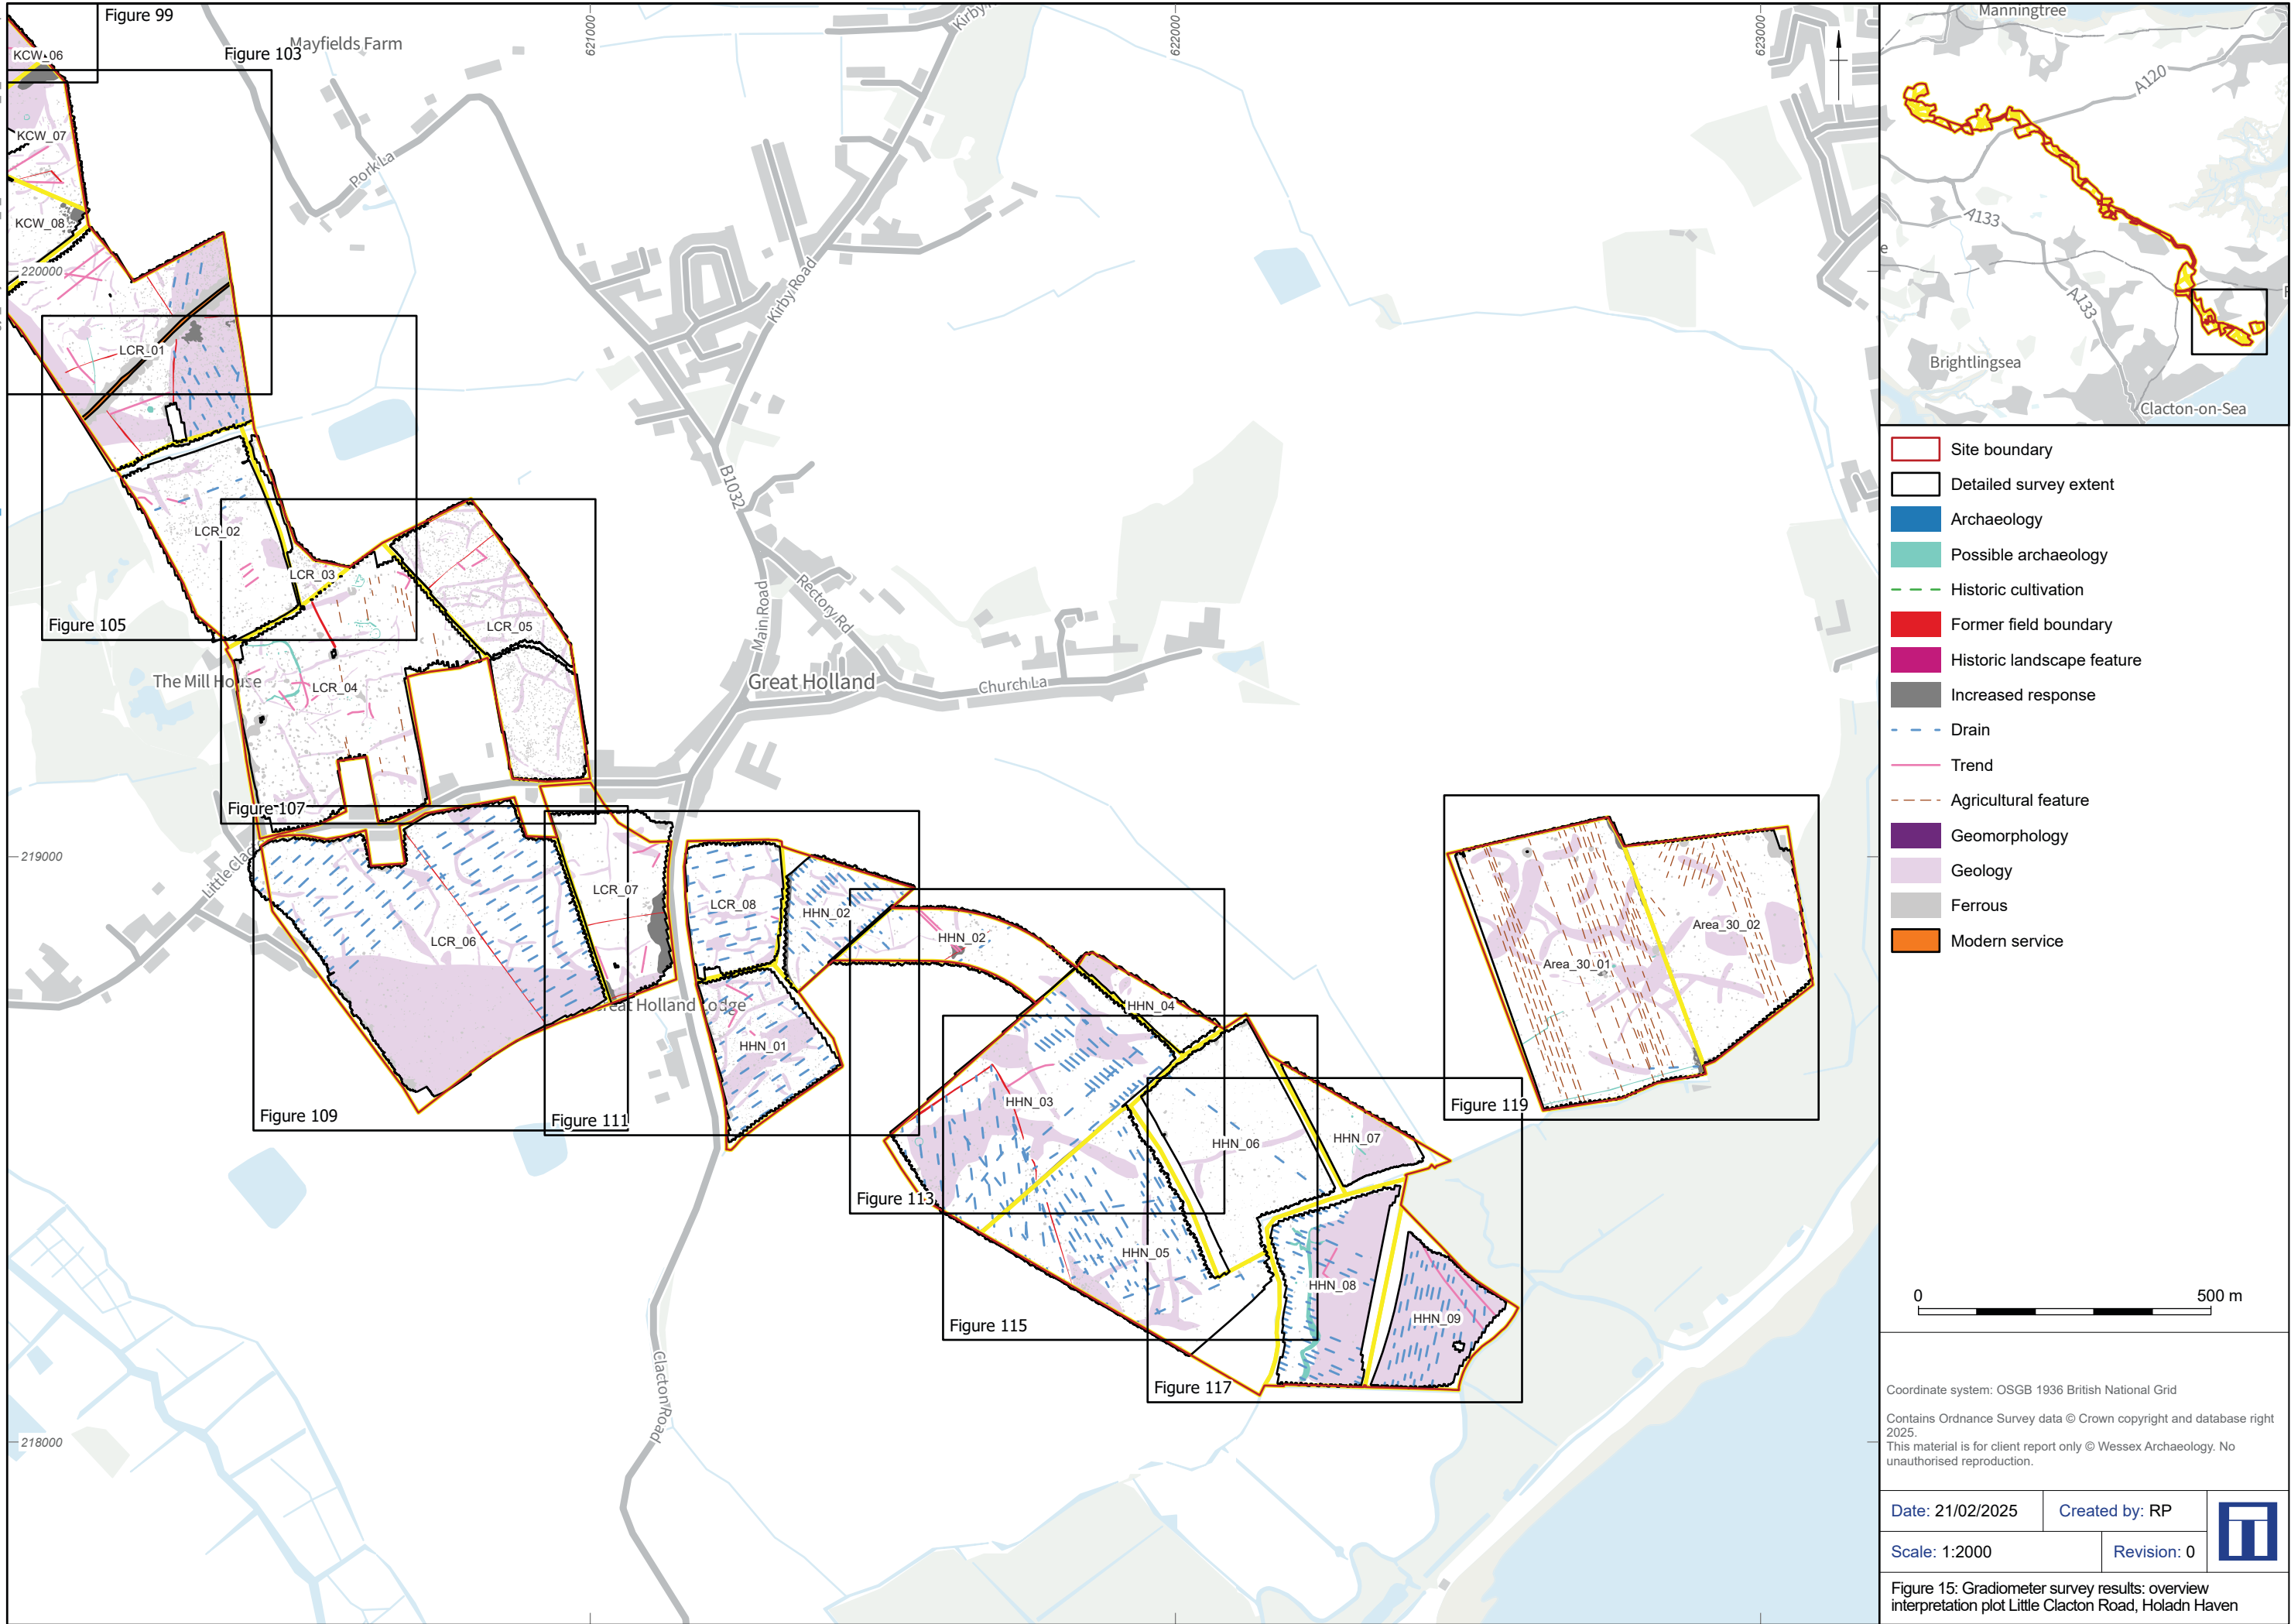 Figure 99
Figure 103
Mayfields Farm
KCW_06
KCW_07
KCW_08
Pork La
Kirby
621000
622000
623000
220000
219000
218000
Kirby Road
B1032
Main Road
Rectory Rd
Great Holland
Church La
LCR_01
LCR_02
LCR_03
LCR_05
Figure 105
The Mill House
LCR_04
Figure 107
Little Clac
LCR_06
LCR_07
LCR_08
HHN_02
HHN_02
reat Holland Lodge
HHN_04
HHN_01
HHN_03
Figure 109
Figure 111
HHN_06
HHN_07
Figure 113
HHN_05
HHN_08
HHN_09
Figure 115
Figure 117
Clacton Road
Area_30_02
Area_30_01
Figure 119
Manningtree
A120
A133
A133
Brightlingsea
Clacton-on-Sea
Site boundary
Detailed survey extent
Archaeology
Possible archaeology
Historic cultivation
Former field boundary
Historic landscape feature
Increased response
Drain
Trend
Agricultural feature
Geomorphology
Geology
Ferrous
Modern service
0 500 m
Coordinate system: OSGB 1936 British National Grid
Contains Ordnance Survey data © Crown copyright and database right
2025.
This material is for client report only © Wessex Archaeology. No
unauthorised reproduction.
Date: 21/02/2025 Created by: RP
Scale: 1:2000 Revision: 0
Figure 15: Gradiometer survey results: overview
interpretation plot Little Clacton Road, Holadn Haven